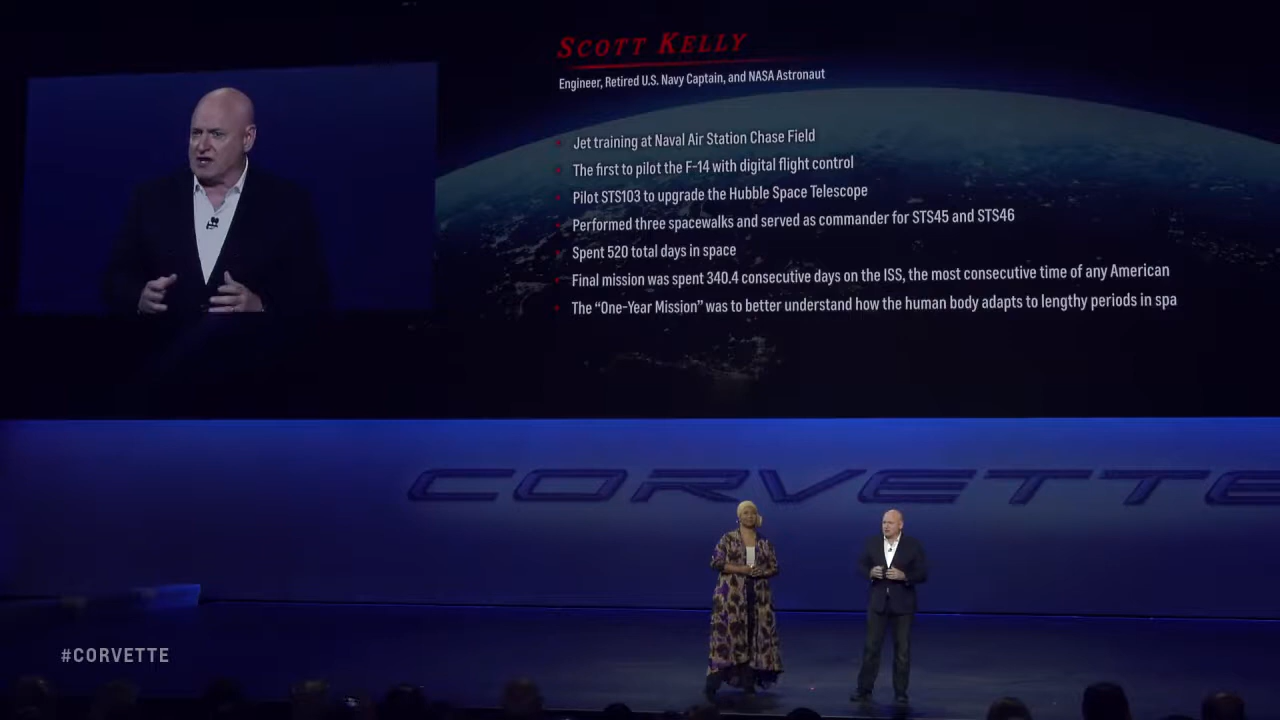 SCOTT KELLY
Engineer, Retired U.S. Navy Captain, and NASA Astronaut
Jet training at Naval Air Station Chase Field
The first to pilot the F-14 with digital flight control
Pilot STS103 to upgrade the Hubble Space Telescope
Performed three spacewalks and served as commander for STS45 and STS46
Spent 520 total days in space
Final mission was spent 340.4 consecutive days on the ISS, the most consecutive time of any American
The “One-Year Mission” was to better understand how the human body adapts to lengthy periods in spa
CORVETTE
#CORVETTE